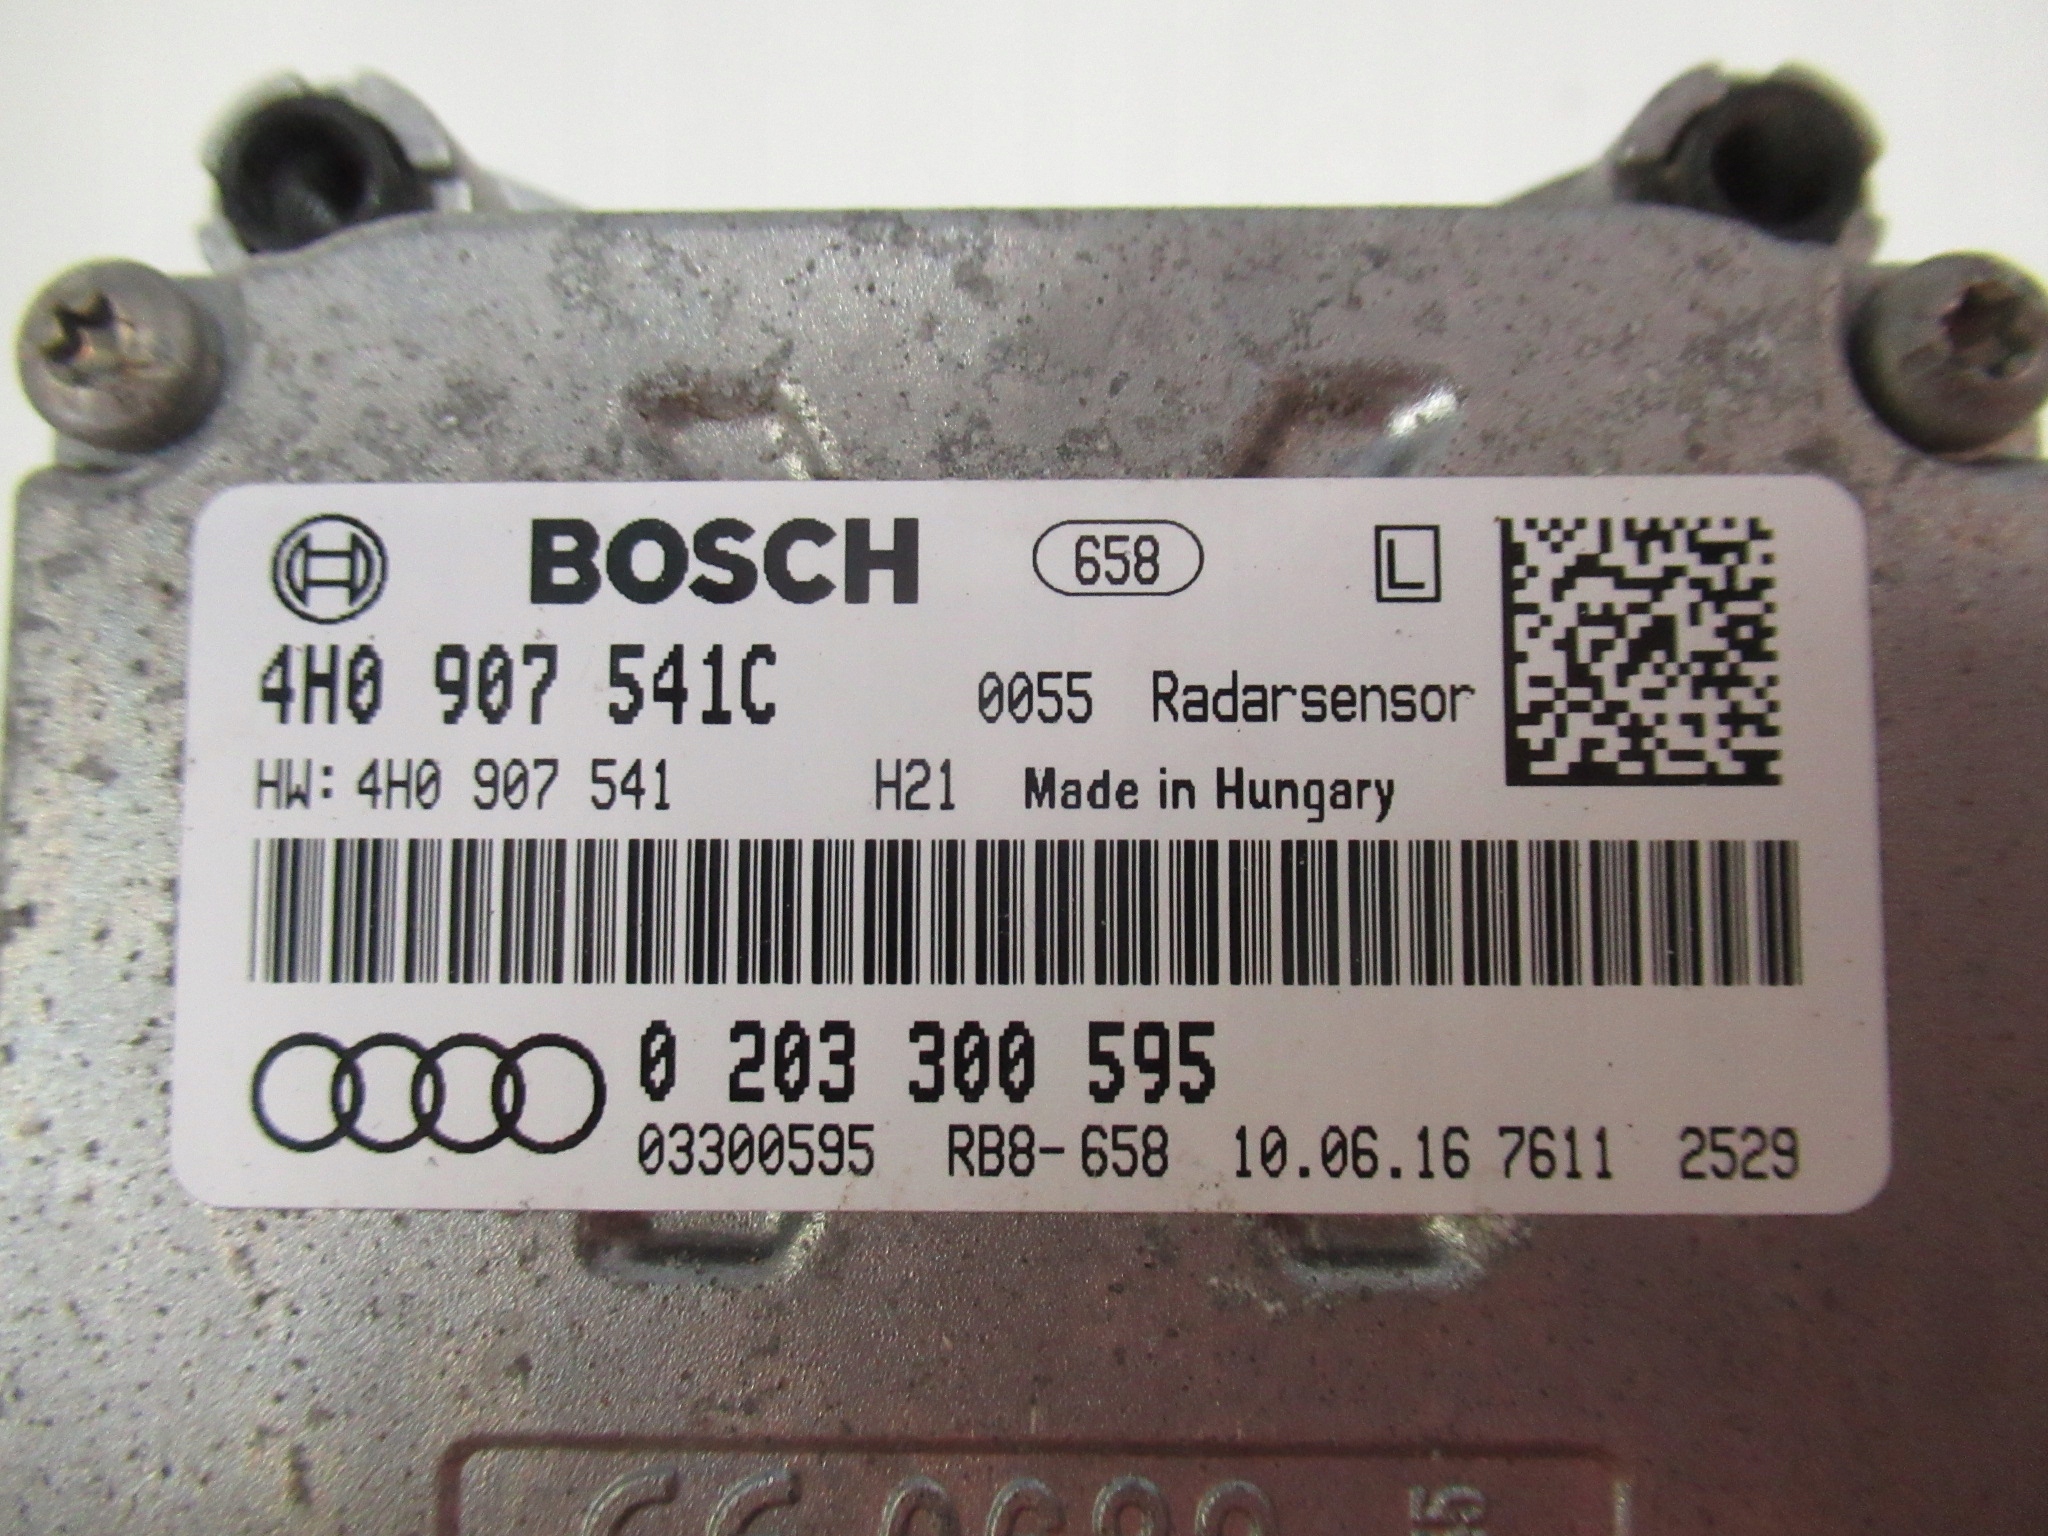 BOSCH 658 L
4H0 907 541C 0055 Radarsensor
HW: 4H0 907 541 H21 Made in Hungary
0 203 300 595
03300595 RB8-658 10.06.16 7611 2529